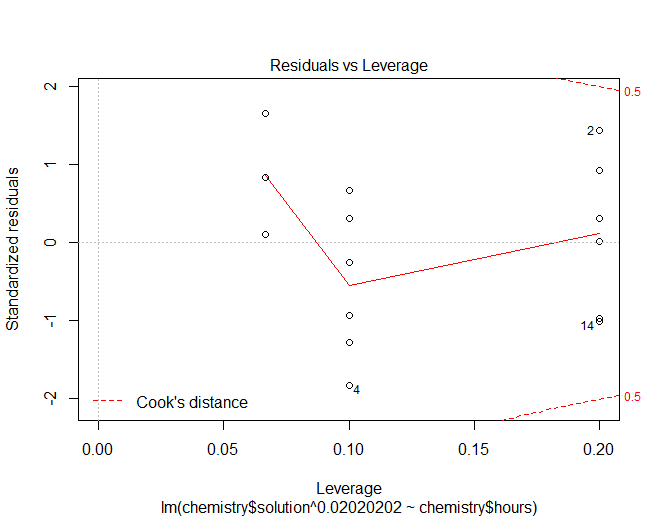 Residuals vs Leverage
Standardized residuals
2
1
0
-1
-2
0.5
2
14
4
0.5
Cook's distance
0.00 0.05 0.10 0.15 0.20
Leverage
lm(chemistry$solution^0.02020202 ~ chemistry$hours)